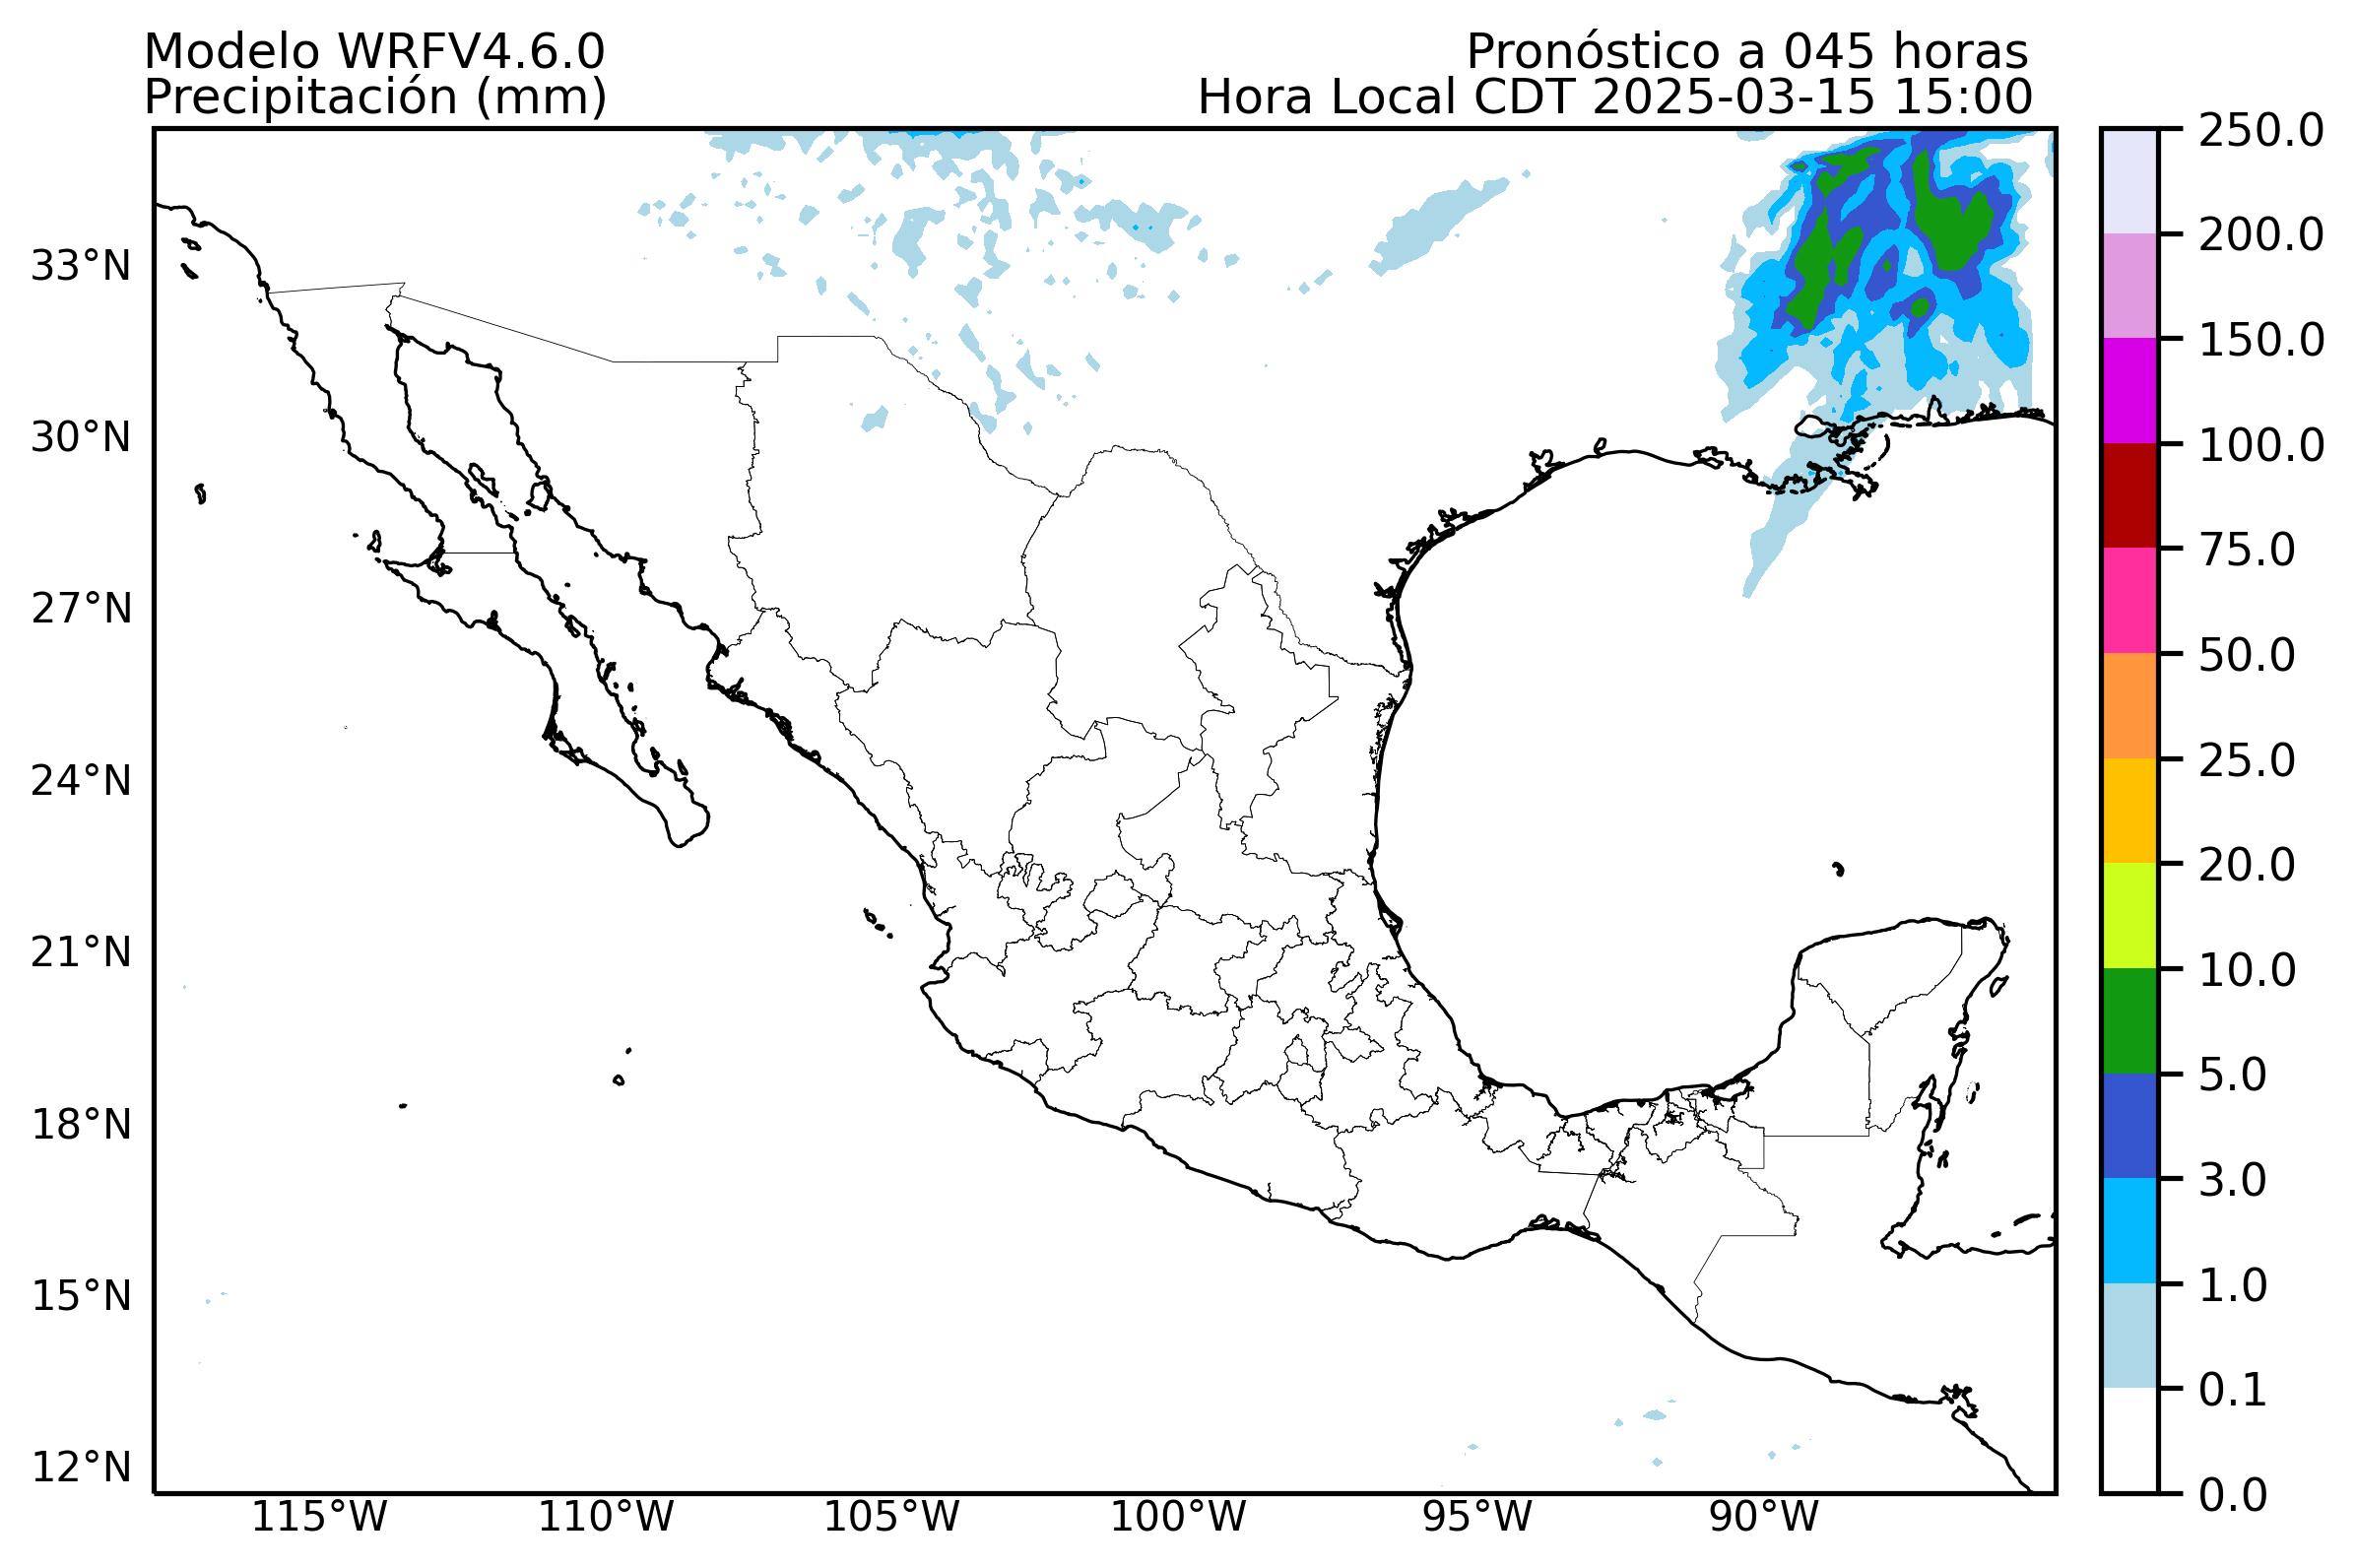 Modelo WRFV4.6.0
Pronóstico a 045 horas
Precipitación (mm)
Hora Local CDT 2025-03-15 15:00
33°N
30°N
27°N
24°N
21°N
18°N
15°N
12°N
115°W
110°W
105°W
100°W
95°W
90°W
250.0
200.0
150.0
100.0
75.0
50.0
25.0
20.0
10.0
5.0
3.0
1.0
0.1
0.0